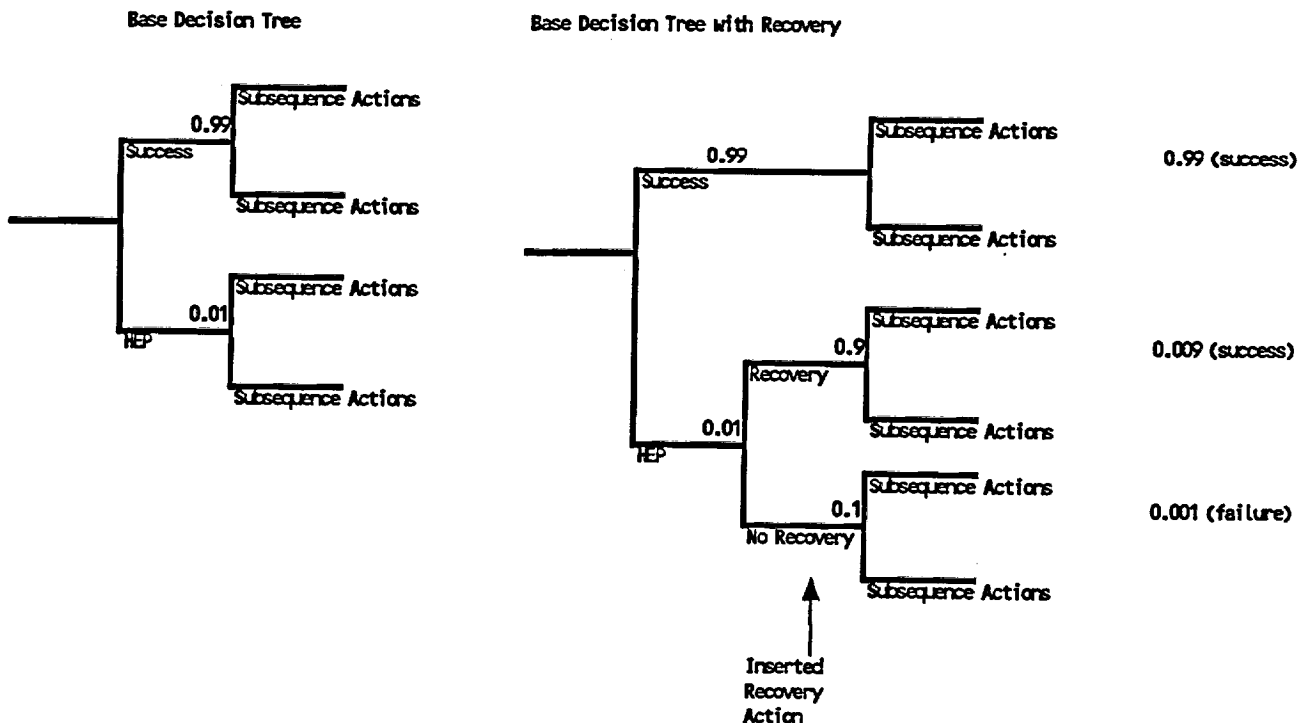 Base Decision Tree
Subsequence Actions
0.99
Success
Subsequence Actions
Subsequence Actions
0.01
HEP
Subsequence Actions
Base Decision Tree with Recovery
Subsequence Actions
0.99
0.99 (success)
Success
Subsequence Actions
Subsequence Actions
0.9
0.009 (success)
Recovery
0.01
Subsequence Actions
HEP
Subsequence Actions
0.1
0.001 (failure)
No Recovery
Subsequence Actions
Inserted
Recovery
Action